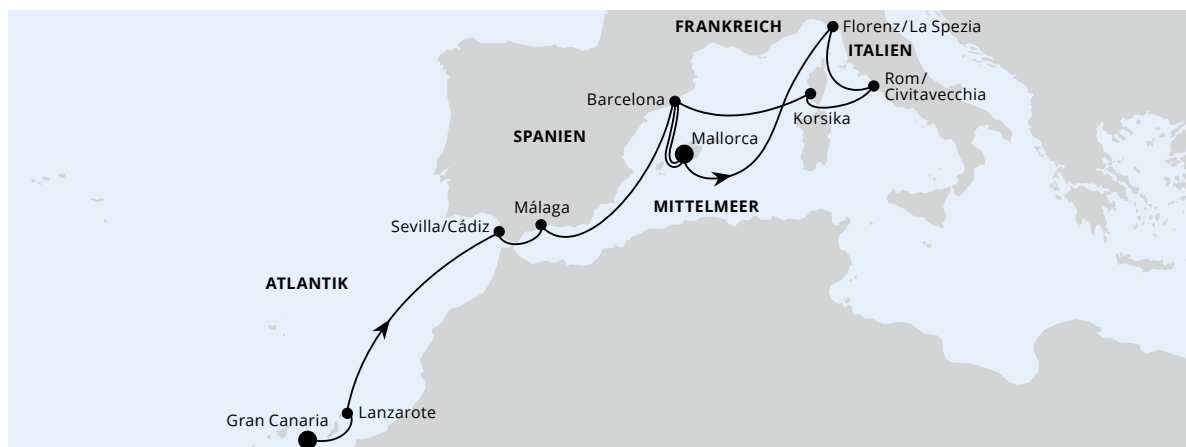 FRANKREICH
Florenz/La Spezia
ITALIEN
Rom/
Civitavecchia
Barcelona
Korsika
SPANIEN
Mallorca
MITTELMEER
Málaga
Sevilla/Cádiz
ATLANTIK
Lanzarote
Gran Canaria